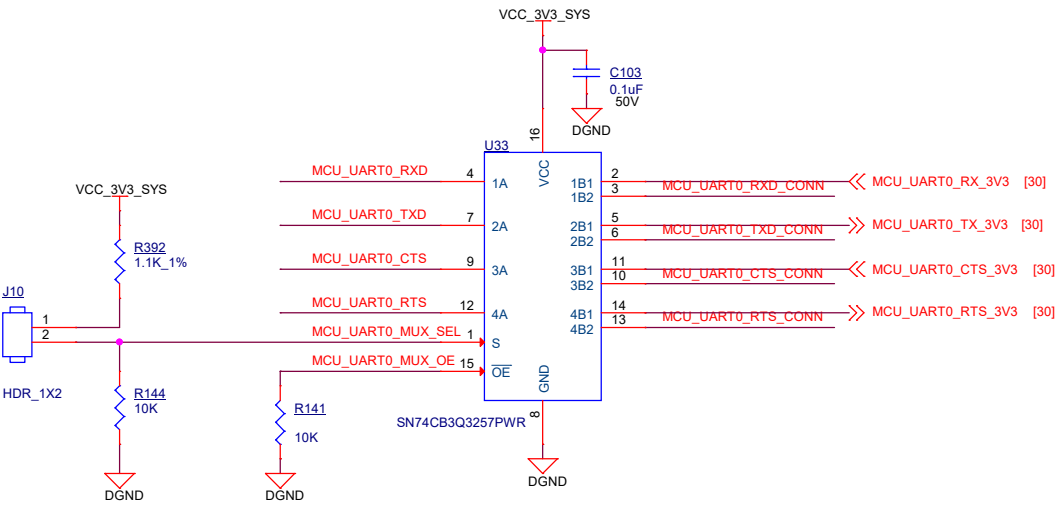 VCC_3V3_SYS
C103
0.1uF
50V
DGND
16
U33
VCC
MCU_UART0_RXD 4 1A
1B1 2 MCU_UART0_RX_3V3 [30]
1B2 3 MCU_UART0_RXD_CONN
VCC_3V3_SYS
MCU_UART0_TXD 7 2A
2B1 5 MCU_UART0_TX_3V3 [30]
2B2 6 MCU_UART0_TXD_CONN
R392
1.1K_1%
MCU_UART0_CTS 9 3A
3B1 11 MCU_UART0_CTS_3V3 [30]
3B2 10 MCU_UART0_CTS_CONN
J10
1
2
MCU_UART0_RTS 12 4A
4B1 14 MCU_UART0_RTS_3V3 [30]
4B2 13 MCU_UART0_RTS_CONN
MCU_UART0_MUX_SEL 1 S
MCU_UART0_MUX_OE 15 OE
GND
HDR_1X2
R144
10K
R141
10K
SN74CB3Q3257PWR
8
DGND
DGND
DGND